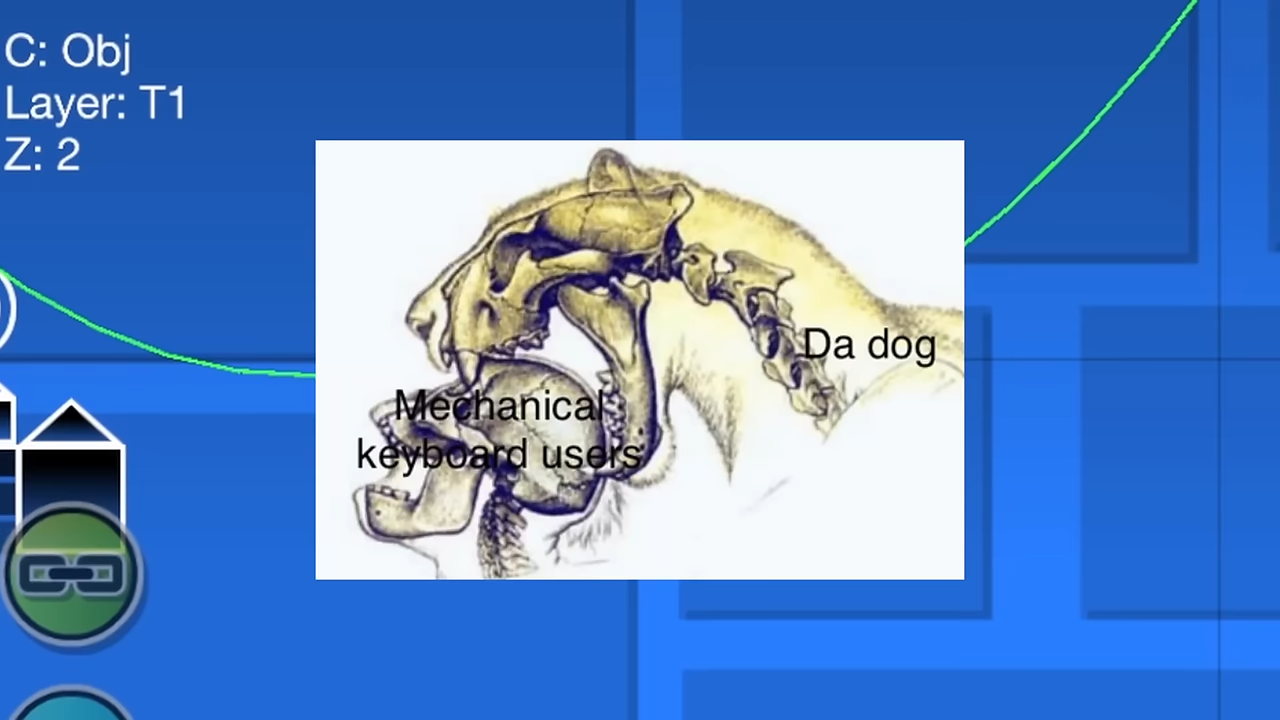 C: Obj
Layer: T1
Z: 2
Da dog
Mechanical
keyboard users